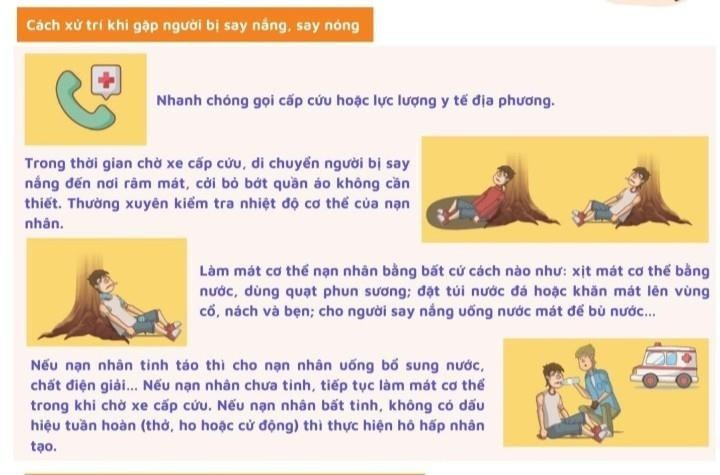 Cách xử trí khi gặp người bị say nắng, say nóng
Nhanh chóng gọi cấp cứu hoặc lực lượng y tế địa phương.
Trong thời gian chờ xe cấp cứu, di chuyển người bị say
nắng đến nơi râm mát, cởi bỏ bớt quần áo không cần
thiết. Thường xuyên kiểm tra nhiệt độ cơ thể của nạn
nhân.
Làm mát cơ thể nạn nhân bằng bất cứ cách nào như: xịt mát cơ thể bằng
nước, dùng quạt phun sương; đặt túi nước đá hoặc khăn mát lên vùng
cổ, nách và bẹn; cho người say nắng uống nước mát để bù nước...
Nếu nạn nhân tỉnh táo thì cho nạn nhân uống bổ sung nước,
chất điện giải... Nếu nạn nhân chưa tỉnh, tiếp tục làm mát cơ thể
trong khi chờ xe cấp cứu. Nếu nạn nhân bất tỉnh, không có dấu
hiệu tuần hoàn (thở, ho hoặc cử động) thì thực hiện hô hấp nhân
tạo.